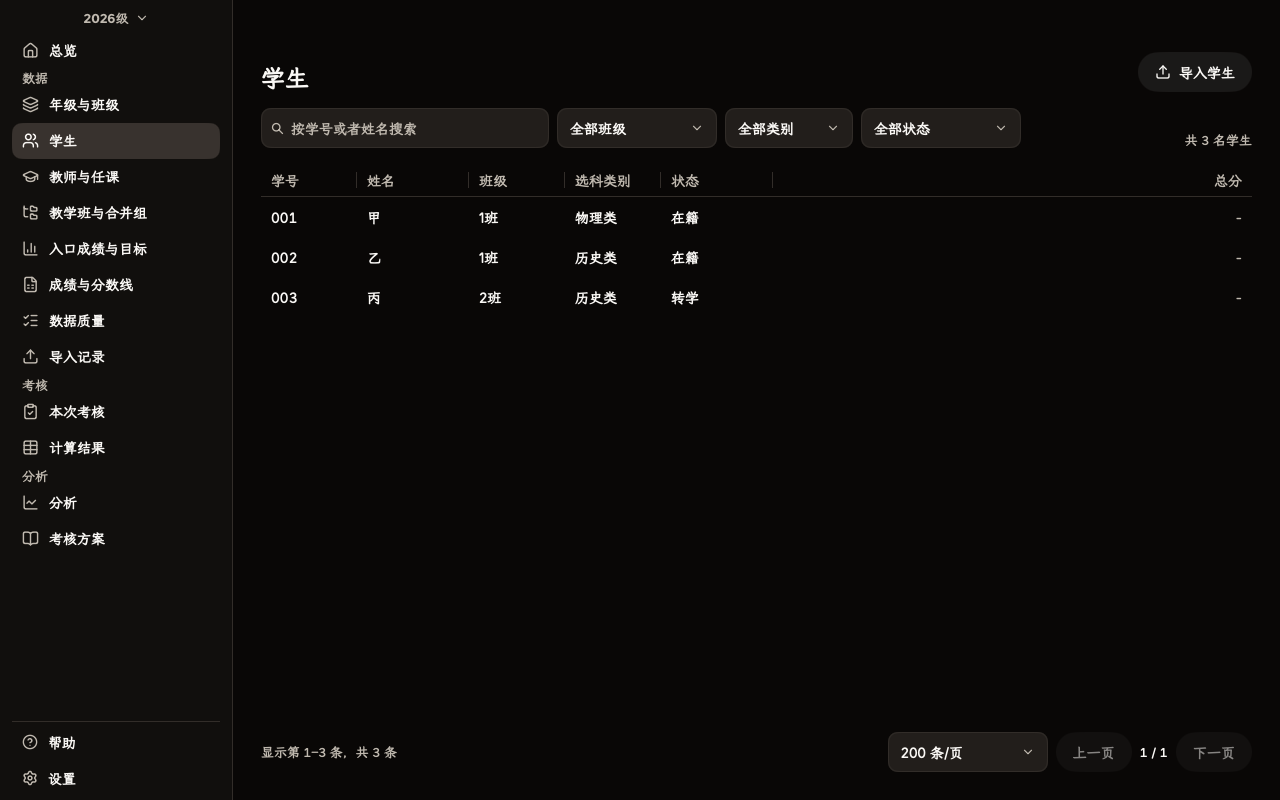 2026级
总览
数据
年级与班级
学生
教师与任课
教学班与合并组
入口成绩与目标
成绩与分数线
数据质量
导入记录
考核
本次考核
计算结果
分析
分析
考核方案
帮助
设置
学生
导入学生
按学号或者姓名搜索
全部班级
全部类别
全部状态
共 3 名学生
学号 姓名 班级 选科类别 状态 总分
001 甲 1班 物理类 在籍 -
002 乙 1班 历史类 在籍 -
003 丙 2班 历史类 转学 -
显示第 1–3 条，共 3 条
200 条/页
上一页
1 / 1
下一页